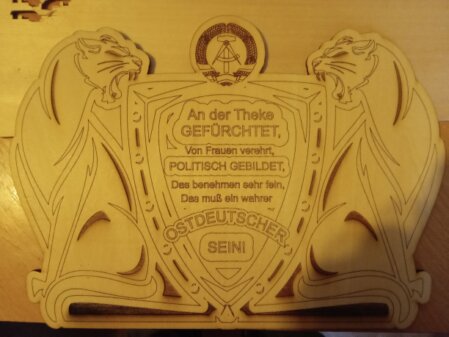 An der Theke
GEFÜRCHTET,
Von Frauen verehrt,
POLITISCH GEBILDET,
Das benehmen sehr fein,
Das muß ein wahrer
OSTDEUTSCHER
SEIN!